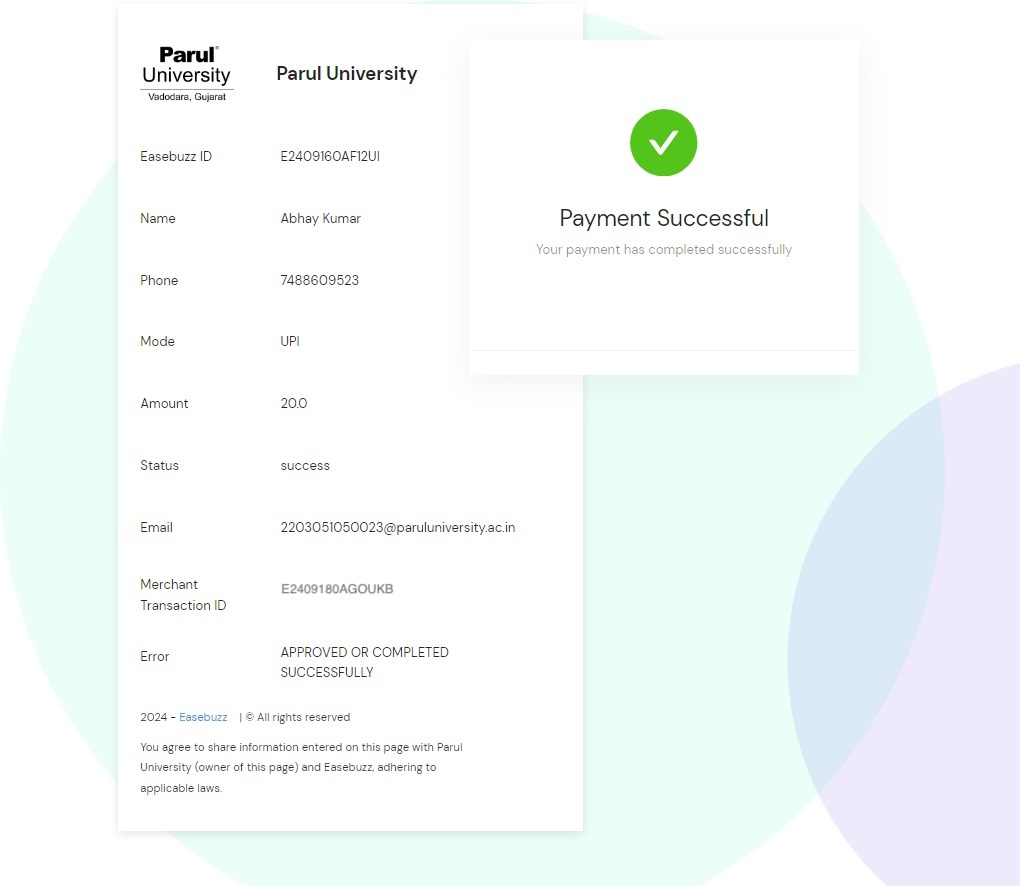 Parul®
University
Vadodara, Gujarat
Parul University
Easebuzz ID E2409160AF12UI
Name Abhay Kumar
Phone 7488609523
Mode UPI
Amount 20.0
Status success
Email 2203051050023@paruluniversity.ac.in
Merchant
Transaction ID E2409180AGOUKB
Error APPROVED OR COMPLETED
SUCCESSFULLY
2024 - Easebuzz | © All rights reserved
You agree to share information entered on this page with Parul
University (owner of this page) and Easebuzz, adhering to
applicable laws.
Payment Successful
Your payment has completed successfully